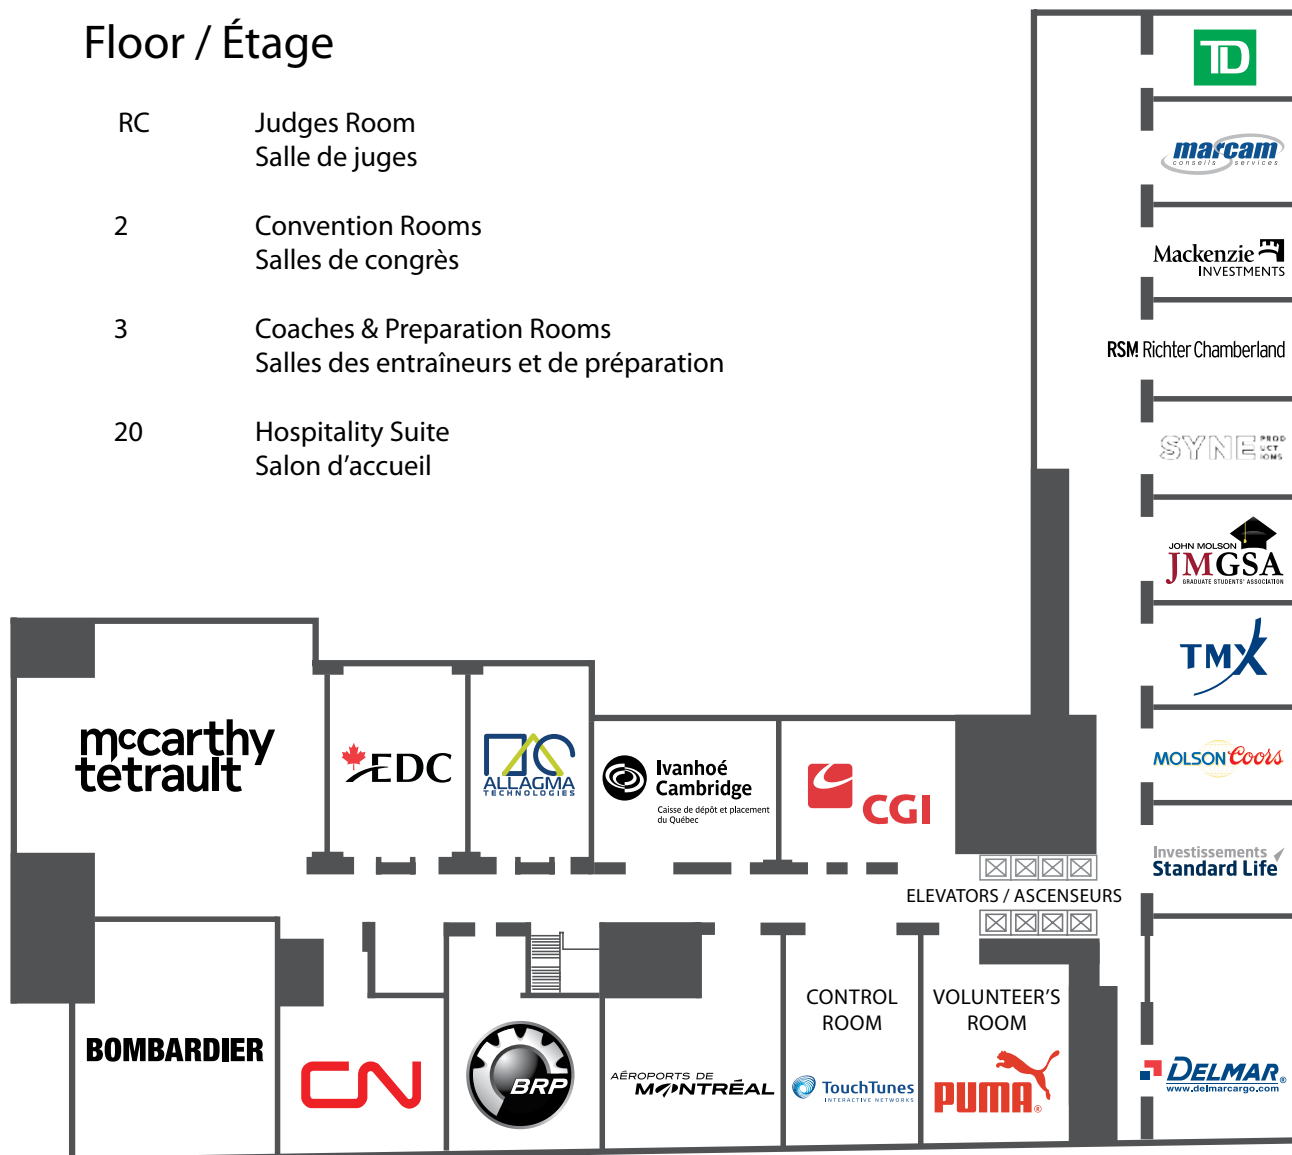 Floor / Étage
RC Judges Room
Salle de juges
2 Convention Rooms
Salles de congrès
3 Coaches & Preparation Rooms
Salles des entraîneurs et de préparation
20 Hospitality Suite
Salon d’accueil
TD
marcam
conseils services
Mackenzie
INVESTMENTS
RSM! Richter Chamberland
SYNE PROD
UCT
IONS
JOHN MOLSON
JMGSA
GRADUATE STUDENTS' ASSOCIATION
TMX
MOLSON Coors
Investissements
Standard Life
DELMAR®
www.delmarcargo.com
mccarthy
tétrault
EDC
ALLAGMA
TECHNOLOGIES
Ivanhoé
Cambridge
Caisse de dépôt et placement
du Québec
CGI
ELEVATORS / ASCENSEURS
BOMBARDIER
CN
BRP
AÉROPORTS DE
MONTRÉAL
CONTROL
ROOM
TouchTunes
INTERACTIVE NETWORKS
VOLUNTEER’S
ROOM
PUMA®